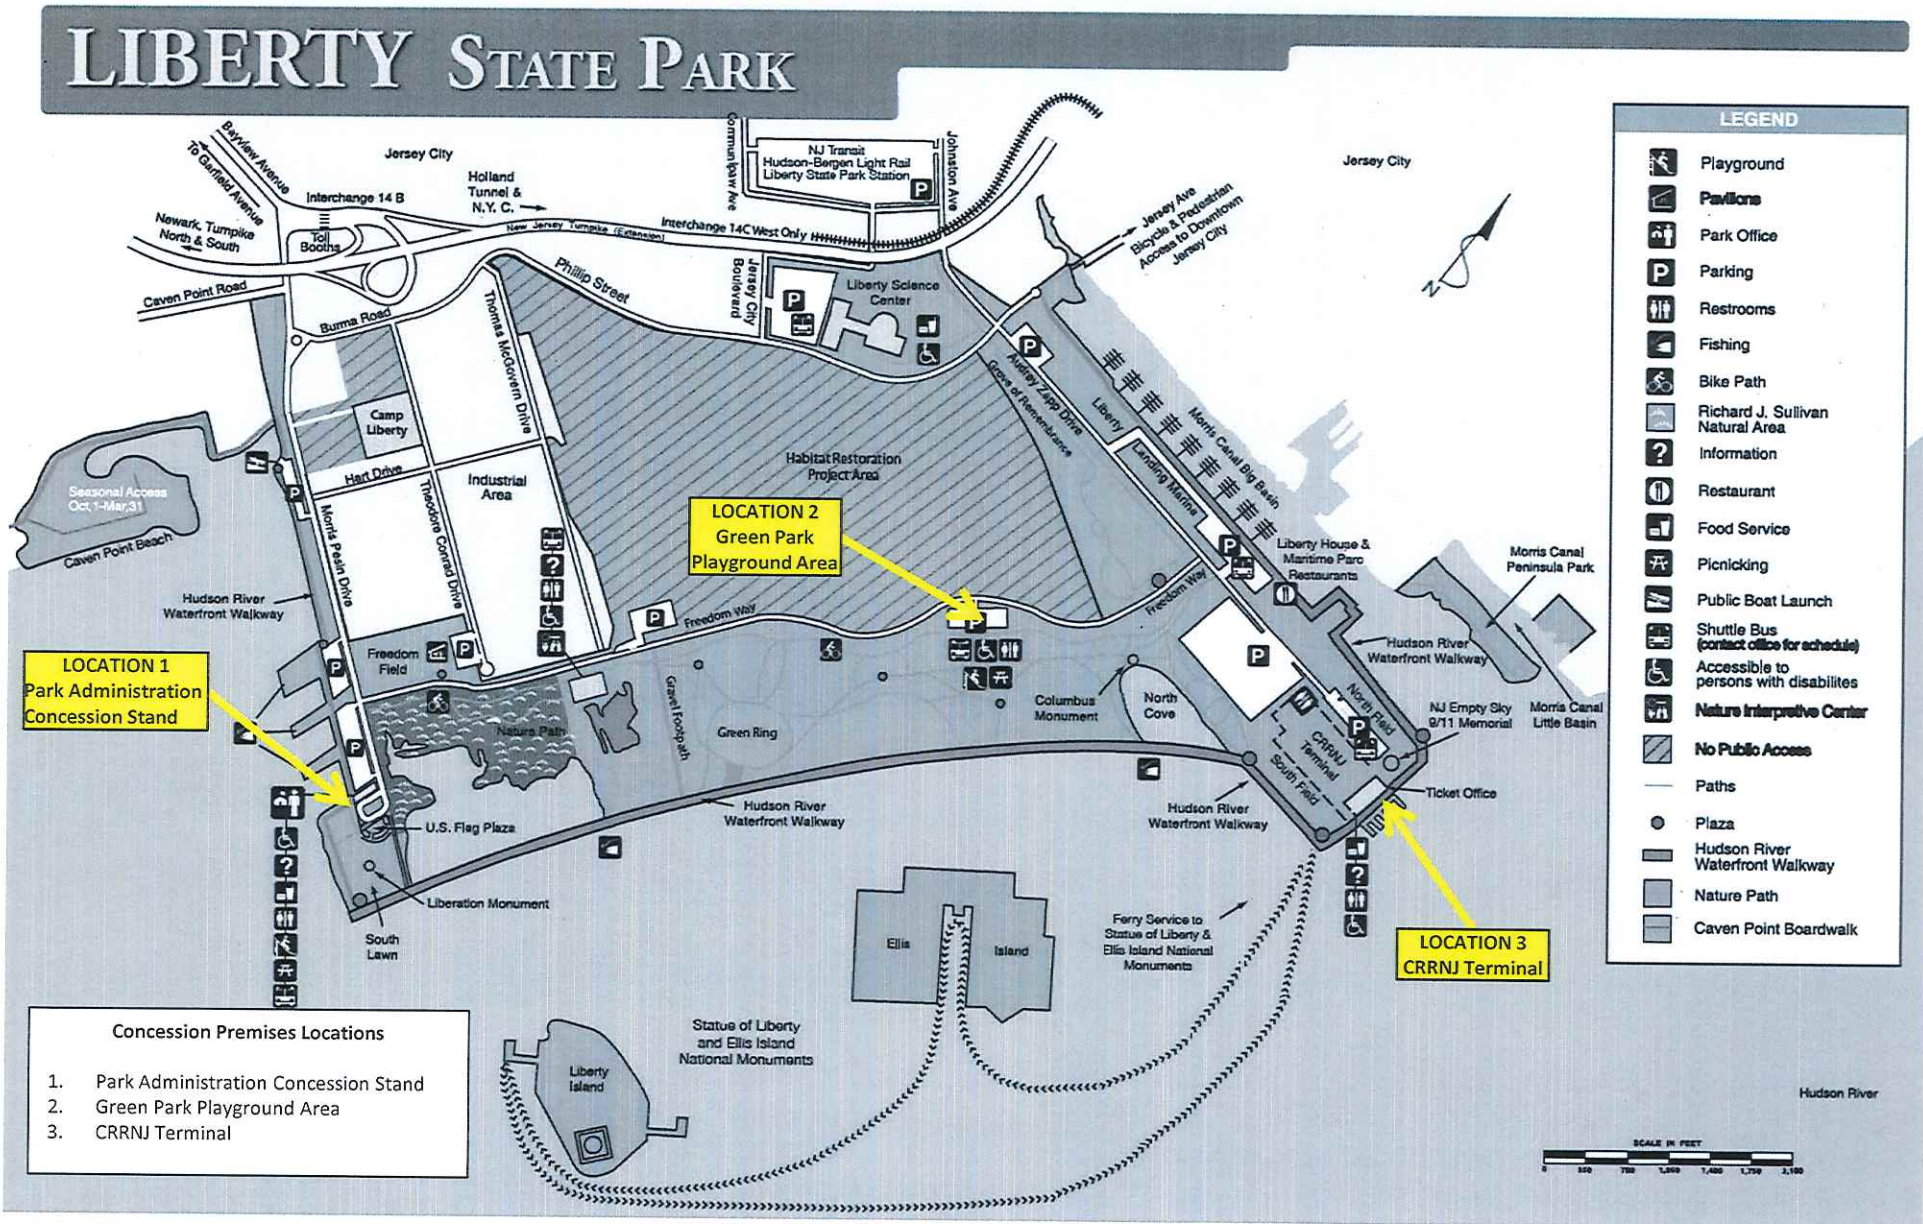 LIBERTY STATE PARK
Bayview Avenue
To Garfield Avenue
Jersey City
Interchange 14 B
Holland
Tunnel &
N.Y. C.
Newark, Turnpike
North & South
Toll
Booths
New Jersey Turnpike (Extension)
Interchange 14C West Only
Communipaw Ave
NJ Transit
Hudson-Bergen Light Rail
Liberty State Park Station
P
Johnston Ave
Jersey City
Jersey Ave
Bicycle & Pedestrian
Access to Downtown
Jersey City
N
Caven Point Road
Burma Road
Phillip Street
Thomas McGovern Drive
Jersey City
Boulevard
P
Liberty Science
Center
P
Audrey Zapp Drive
Grove of Remembrance
Liberty
Landing Marina
Morris Canal Big Basin
Camp
Liberty
Hart Drive
Industrial
Area
Theodore Conrad Drive
Morris Pesin Drive
P
Seasonal Access
Oct,1-Mar,31
Caven Point Beach
Habitat Restoration
Project Area
LOCATION 2
Green Park
Playground Area
Hudson River
Waterfront Walkway
?
P
Freedom Way
P
Freedom Way
P
Liberty House &
Maritime Parc
Restaurants
Morris Canal
Peninsula Park
Hudson River
Waterfront Walkway
LOCATION 1
Park Administration
Concession Stand
P
Freedom
Field
P
P
Nature Path
Gravel Footpath
Green Ring
Columbus
Monument
North
Cove
P
North Field
P
CRRNJ
Terminal
South Field
NJ Empty Sky
9/11 Memorial
Morris Canal
Little Basin
Ticket Office
Hudson River
Waterfront Walkway
Hudson River
Waterfront Walkway
U.S. Flag Plaza
?
Liberation Monument
South
Lawn
?
LOCATION 3
CRRNJ Terminal
Ellis
Island
Ferry Service to
Statue of Liberty &
Ellis Island National
Monuments
Statue of Liberty
and Ellis Island
National Monuments
Liberty
Island
Hudson River
SCALE IN FEET
0 350 700 1,050 1,400 1,750 2,100
Concession Premises Locations
1. Park Administration Concession Stand
2. Green Park Playground Area
3. CRRNJ Terminal
LEGEND
Playground
Pavilions
Park Office
P Parking
Restrooms
Fishing
Bike Path
Richard J. Sullivan
Natural Area
? Information
Restaurant
Food Service
Picnicking
Public Boat Launch
Shuttle Bus
(contact office for schedule)
Accessible to
persons with disabilites
Nature Interpretive Center
No Public Access
Paths
Plaza
Hudson River
Waterfront Walkway
Nature Path
Caven Point Boardwalk